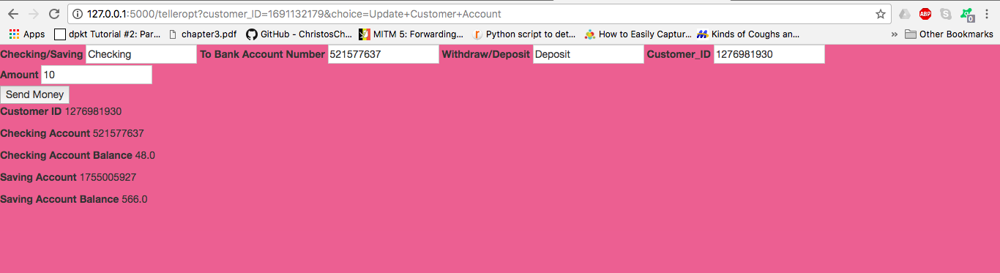 127.0.0.1:5000/telleropt?customer_ID=1691132179&choice=Update+Customer+Account
Apps dpkt Tutorial #2: Par... chapter3.pdf GitHub - ChristosCh... MITM 5: Forwarding... Python script to det... How to Easily Captur... Kinds of Coughs an... » Other Bookmarks
Checking/Saving Checking To Bank Account Number 521577637 Withdraw/Deposit Deposit Customer_ID 1276981930
Amount 10
Send Money
Customer ID 1276981930
Checking Account 521577637
Checking Account Balance 48.0
Saving Account 1755005927
Saving Account Balance 566.0